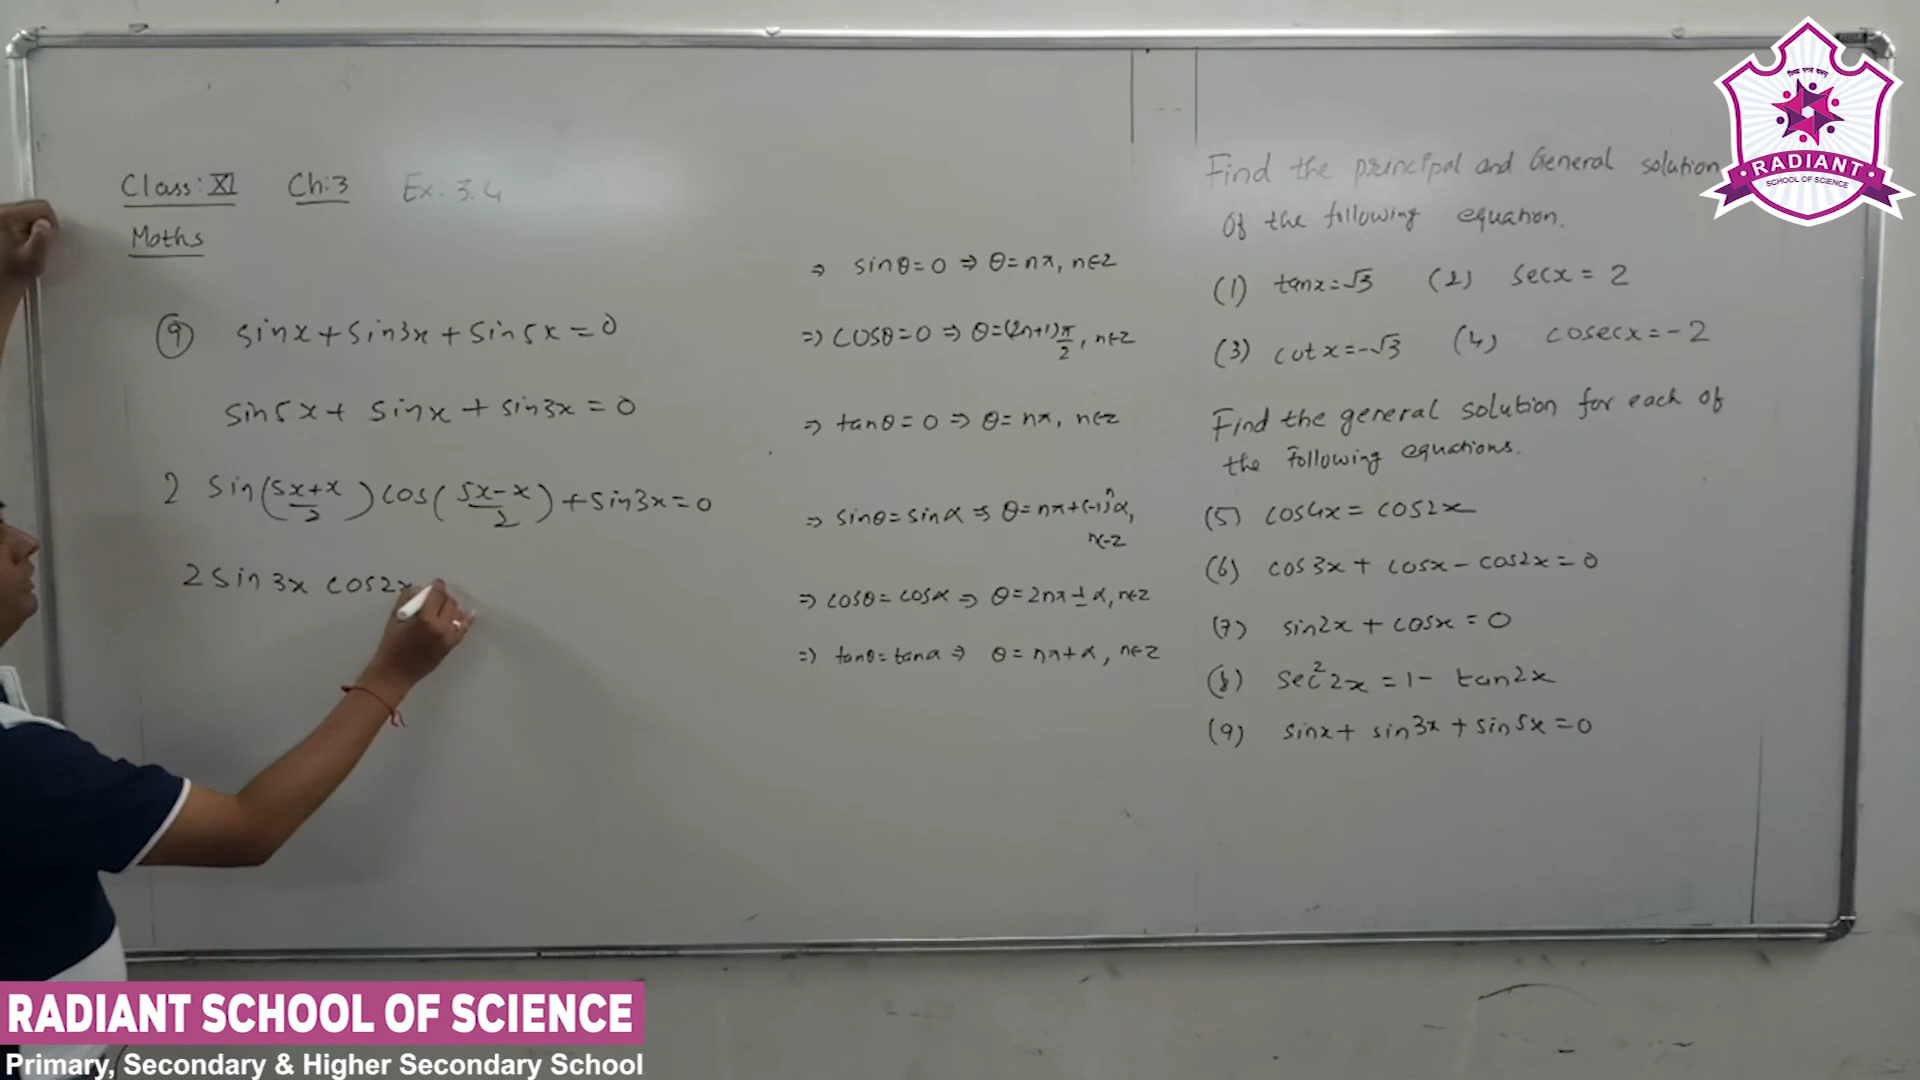 Class: XI Ch:3 Ex. 3.4
Maths
(9) sinx + sin3x + sin5x = 0
sin5x + sinx + sin3x = 0
2 sin((5x+x)/2) cos((5x-x)/2) + sin3x = 0
2 sin 3x cos2x
⇒ sinθ = 0 ⇒ θ = nπ, n∈Z
⇒ cosθ = 0 ⇒ θ = (2n+1)π/2, n∈Z
⇒ tanθ = 0 ⇒ θ = nπ, n∈Z
⇒ sinθ = sinα ⇒ θ = nπ + (-1)ⁿα,
n-Z
⇒ cosθ = cosα ⇒ θ = 2nπ ± α, n∈Z
⇒ tanθ = tanα ⇒ θ = nπ + α, n∈Z
Find the principal and General solution
of the following equation.
(1) tanx = √3 (2) secx = 2
(3) cotx = -√3 (4) cosecx = -2
Find the general solution for each of
the following equations.
(5) cos4x = cos2x
(6) cos3x + cosx - cos2x = 0
(7) sin2x + cosx = 0
(8) sec²2x = 1 - tan2x
(9) sinx + sin3x + sin5x = 0
RADIANT
SCHOOL OF SCIENCE
RADIANT SCHOOL OF SCIENCE
Primary, Secondary & Higher Secondary School